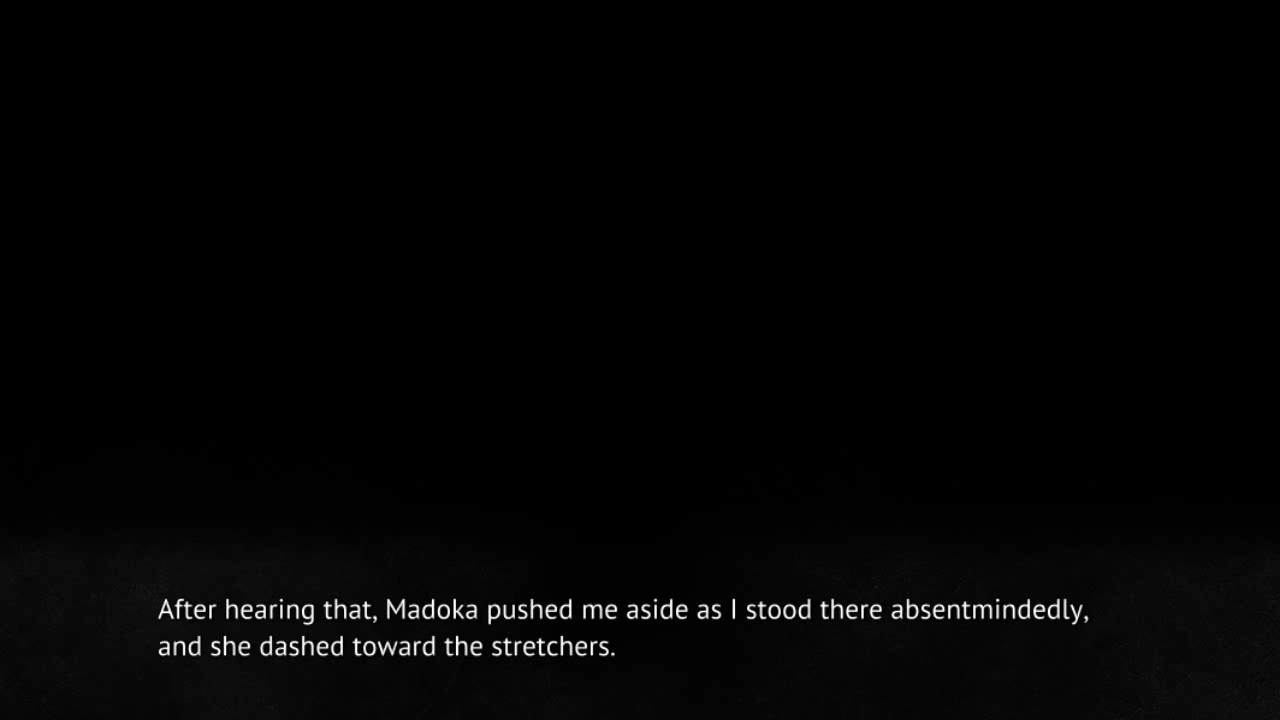 After hearing that, Madoka pushed me aside as I stood there absentmindedly,
and she dashed toward the stretchers.